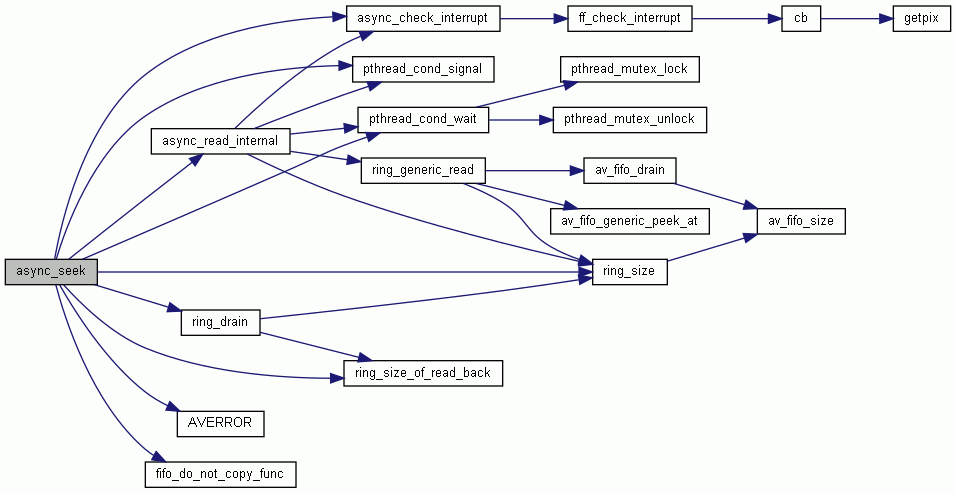 async_check_interrupt
ff_check_interrupt
cb
getpix
pthread_cond_signal
pthread_mutex_lock
pthread_cond_wait
pthread_mutex_unlock
async_read_internal
ring_generic_read
av_fifo_drain
av_fifo_generic_peek_at
av_fifo_size
async_seek
ring_size
ring_drain
ring_size_of_read_back
AVERROR
fifo_do_not_copy_func